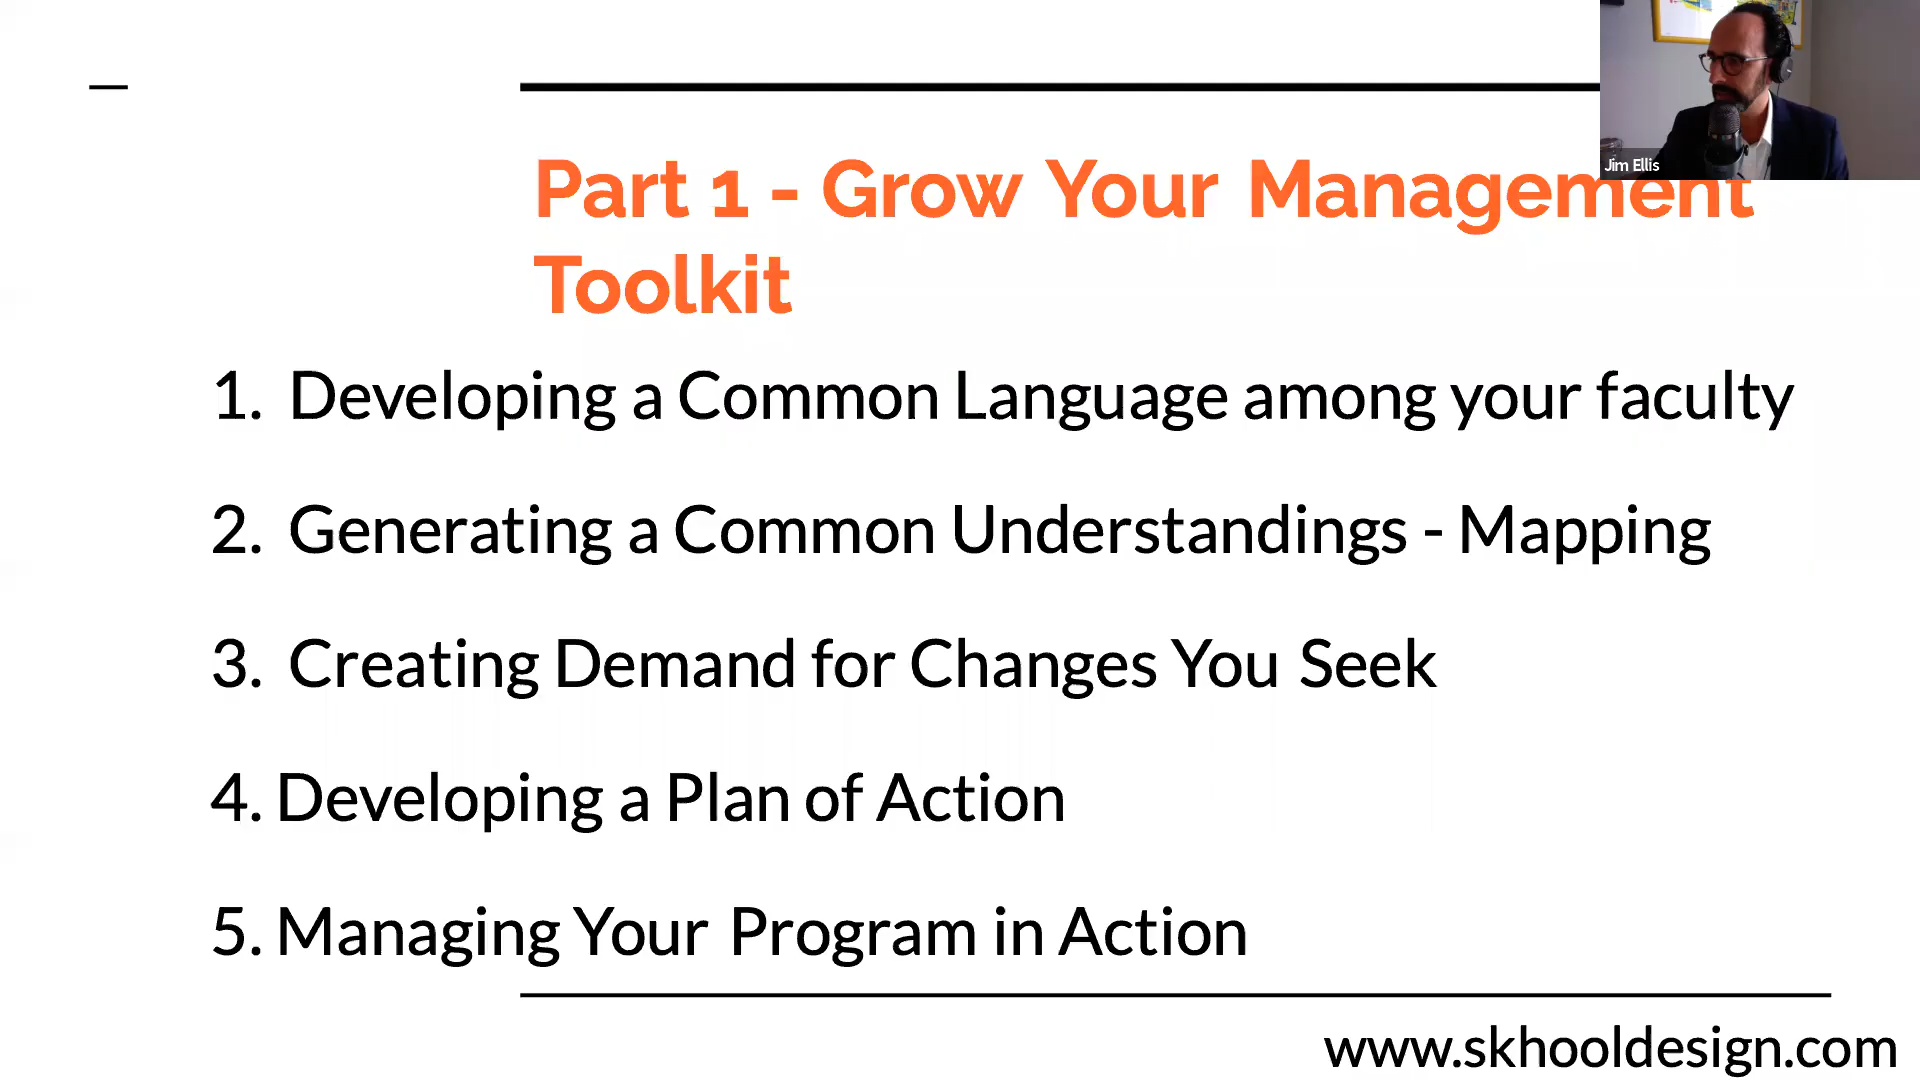 Jim Ellis
Part 1 - Grow Your Management
Toolkit
1. Developing a Common Language among your faculty
2. Generating a Common Understandings - Mapping
3. Creating Demand for Changes You Seek
4. Developing a Plan of Action
5. Managing Your Program in Action
www.skhooldesign.com